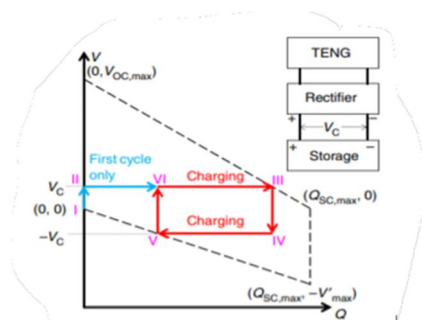 V
(0, V_OC,max)
TENG
Rectifier
+ −
V_C
+ −
Storage
First cycle
only
II
V_C
VI
Charging
III
(Q_SC,max, 0)
(0, 0)
I
Charging
−V_C
V
IV
(Q_SC,max, −V'_max)
Q